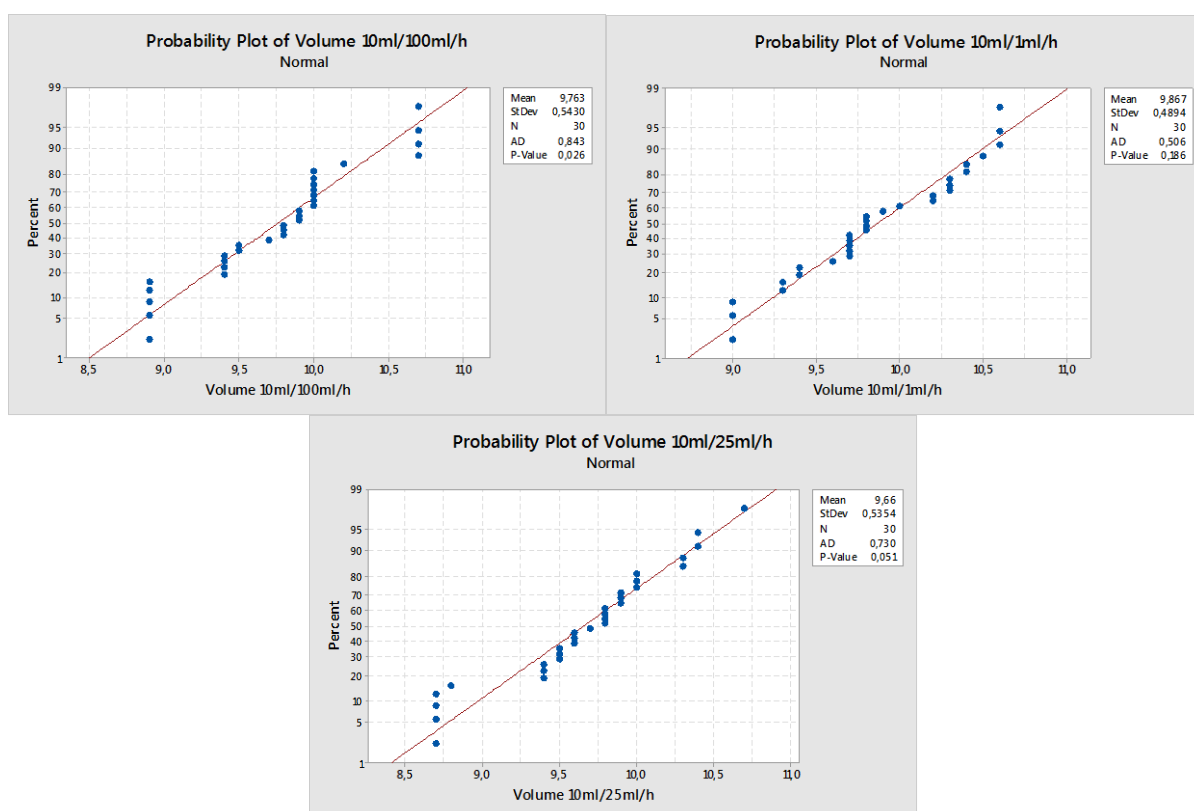 Probability Plot of Volume 10ml/100ml/h
Normal
99
95
90
80
70
60
50
40
30
20
10
5
1
Percent
8,5 9,0 9,5 10,0 10,5 11,0
Volume 10ml/100ml/h
Mean 9,763
StDev 0,5430
N 30
AD 0,843
P-Value 0,026
Probability Plot of Volume 10ml/1ml/h
Normal
99
95
90
80
70
60
50
40
30
20
10
5
1
Percent
9,0 9,5 10,0 10,5 11,0
Volume 10ml/1ml/h
Mean 9,867
StDev 0,4894
N 30
AD 0,506
P-Value 0,186
Probability Plot of Volume 10ml/25ml/h
Normal
99
95
90
80
70
60
50
40
30
20
10
5
1
Percent
8,5 9,0 9,5 10,0 10,5 11,0
Volume 10ml/25ml/h
Mean 9,66
StDev 0,5354
N 30
AD 0,730
P-Value 0,051